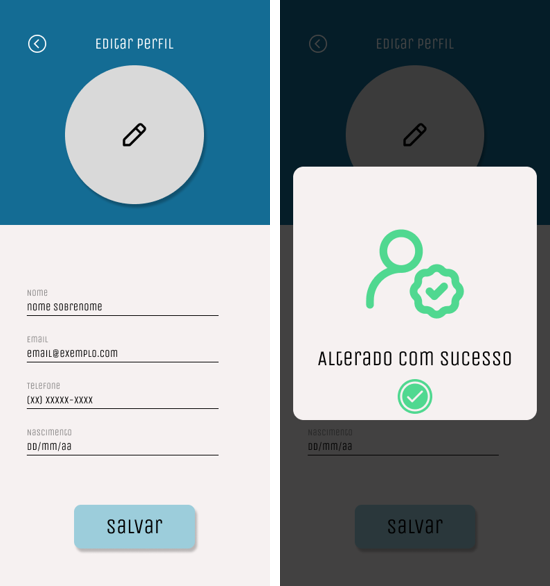 Editar Perfil
Nome
nome sobrenome
Email
email@exemplo.com
Telefone
(xx) xxxxx-xxxx
Nascimento
DD/mm/aa
Salvar
Editar Perfil
Alterado com sucesso
Nascimento
DD/mm/aa
Salvar